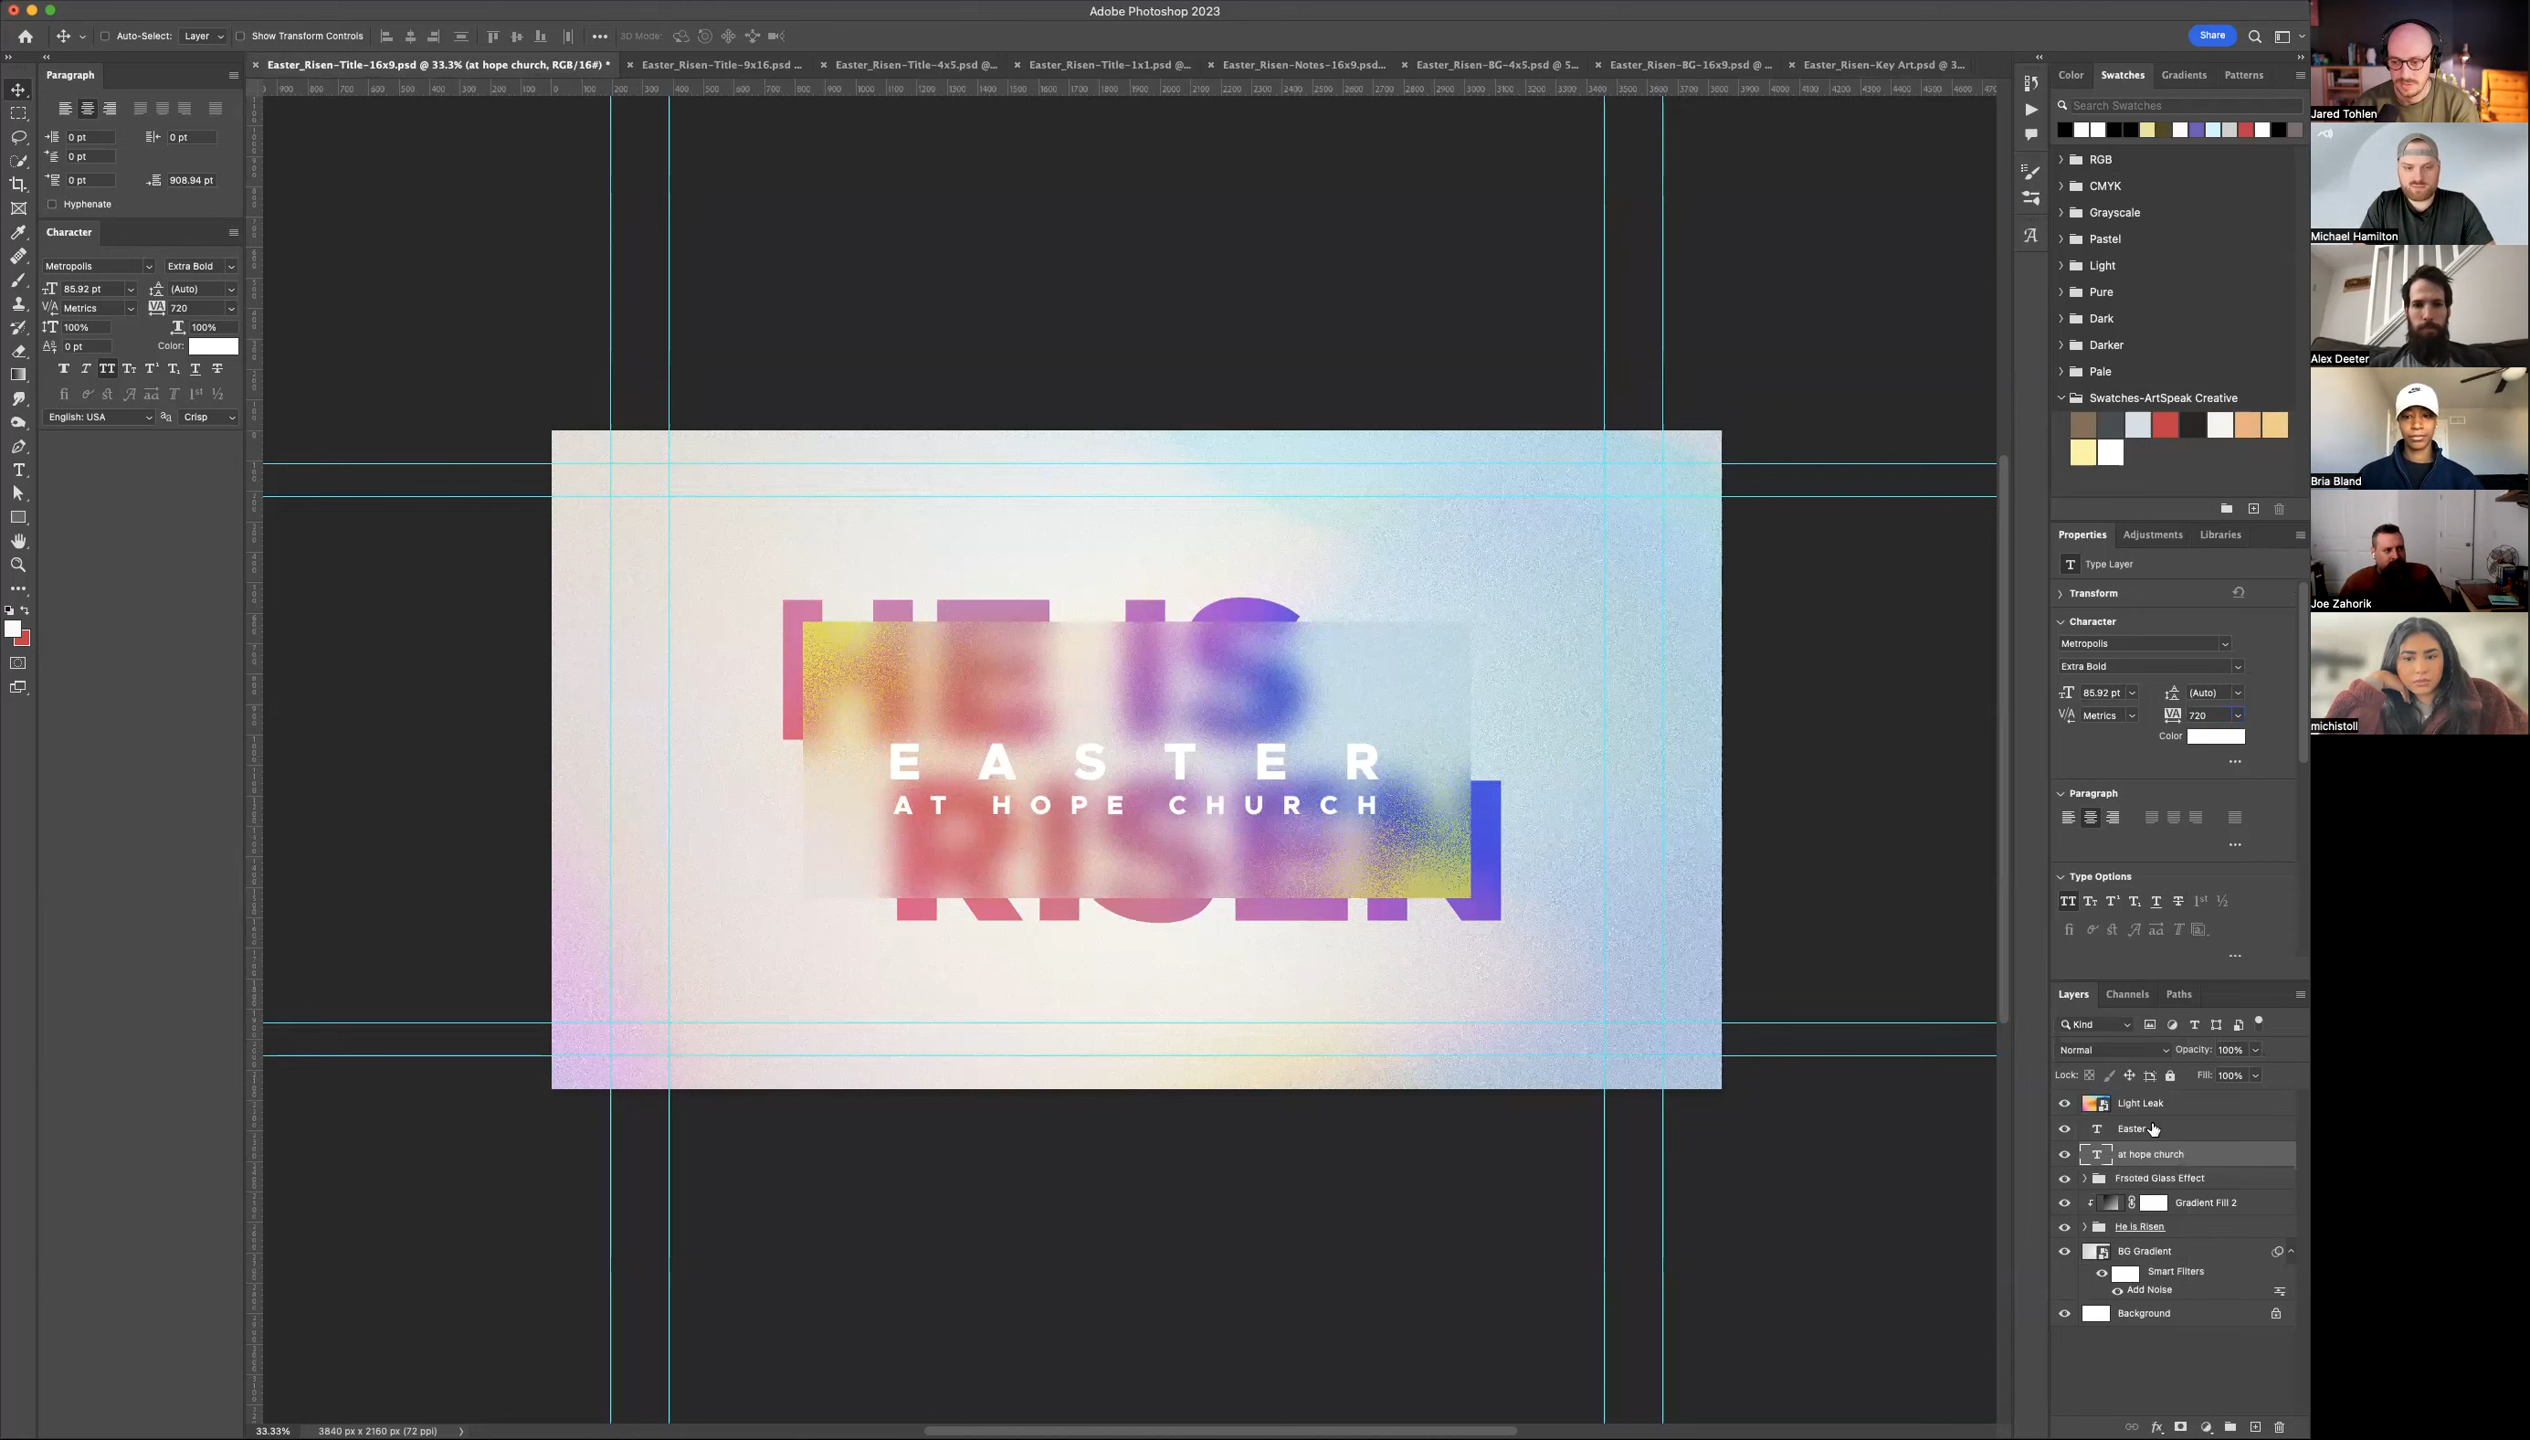 Adobe Photoshop 2023
Auto-Select: Layer Show Transform Controls 3D Mode: Share
Easter_Risen-Title-16x9.psd @ 33.3% (at hope church, RGB/16#) * Easter_Risen-Title-9x16.psd ... Easter_Risen-Title-4x5.psd @... Easter_Risen-Title-1x1.psd @... Easter_Risen-Notes-16x9.psd... Easter_Risen-BG-4x5.psd @ 5... Easter_Risen-BG-16x9.psd @ ... Easter_Risen-Key Art.psd @ 3...
Paragraph
0 pt 0 pt
0 pt
0 pt 908.94 pt
Hyphenate
Character
Metropolis Extra Bold
85.92 pt (Auto)
Metrics 720
100% 100%
0 pt Color:
English: USA Crisp
HE IS
EASTER
AT HOPE CHURCH
RISEN
33.33% 3840 px x 2160 px (72 ppi)
Color Swatches Gradients Patterns
Search Swatches
RGB
CMYK
Grayscale
Pastel
Light
Pure
Dark
Darker
Pale
Swatches-ArtSpeak Creative
Properties Adjustments Libraries
Type Layer
Transform
Character
Metropolis
Extra Bold
85.92 pt (Auto)
Metrics 720
Color
Paragraph
Type Options
Layers Channels Paths
Kind
Normal Opacity: 100%
Lock: Fill: 100%
Light Leak
Easter
at hope church
Frsoted Glass Effect
Gradient Fill 2
He is Risen
BG Gradient
Smart Filters
Add Noise
Background
Jared Tohlen
Michael Hamilton
Alex Deeter
Bria Bland
Joe Zahorik
michistoll